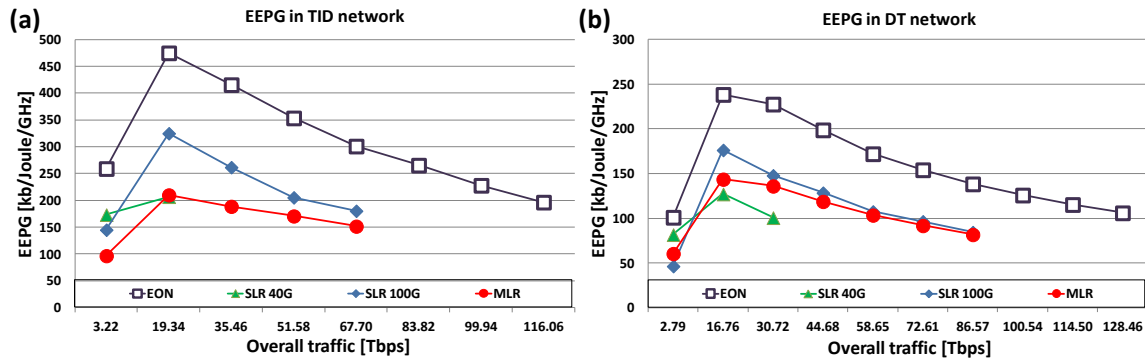 (a)
EEPG in TID network
EEPG [kb/Joule/GHz]
500
450
400
350
300
250
200
150
100
50
0
EON SLR 40G SLR 100G MLR
3.22 19.34 35.46 51.58 67.70 83.82 99.94 116.06
Overall traffic [Tbps]
(b)
EEPG in DT network
EEPG [kb/Joule/GHz]
300
250
200
150
100
50
0
EON SLR 40G SLR 100G MLR
2.79 16.76 30.72 44.68 58.65 72.61 86.57 100.54 114.50 128.46
Overall traffic [Tbps]